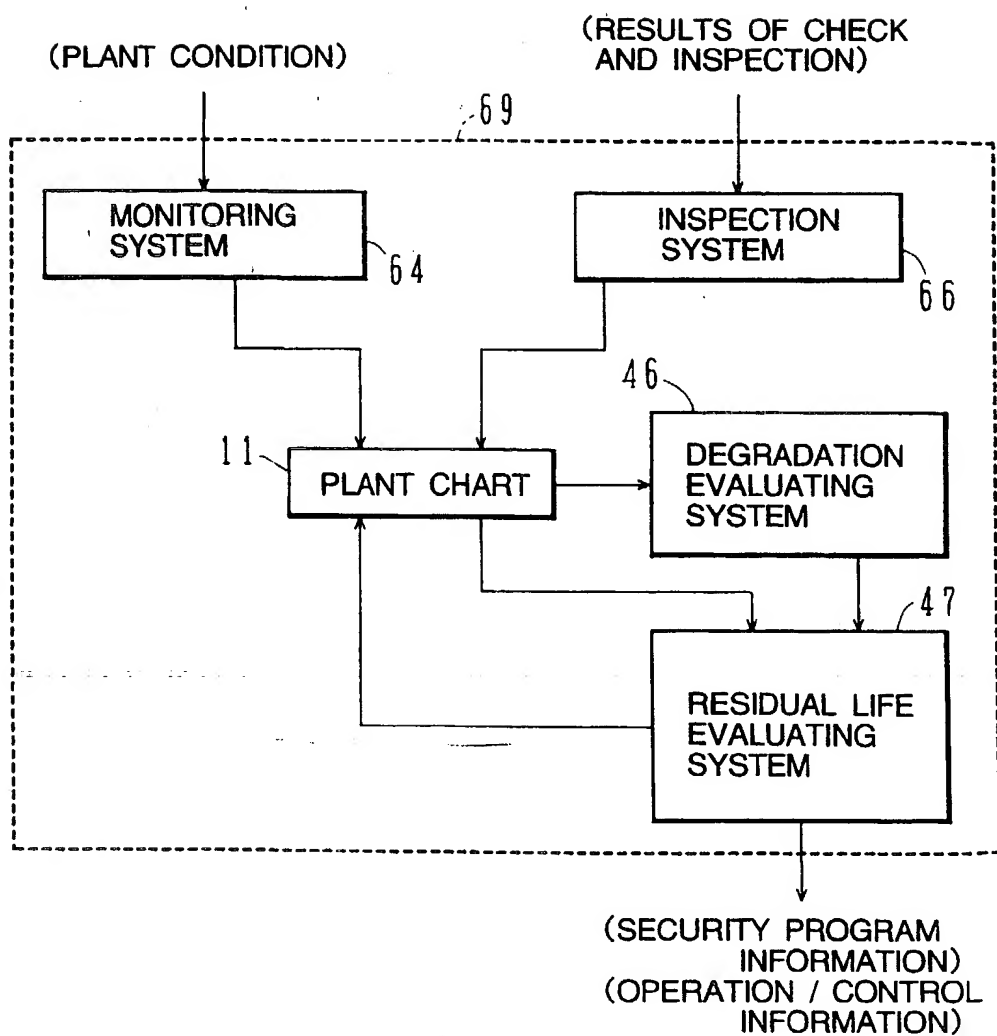 (PLANT CONDITION)
(RESULTS OF CHECK
AND INSPECTION)
69
MONITORING
SYSTEM
64
INSPECTION
SYSTEM
66
46
11
PLANT CHART
DEGRADATION
EVALUATING
SYSTEM
47
RESIDUAL LIFE
EVALUATING
SYSTEM
(SECURITY PROGRAM
INFORMATION)
(OPERATION / CONTROL
INFORMATION)